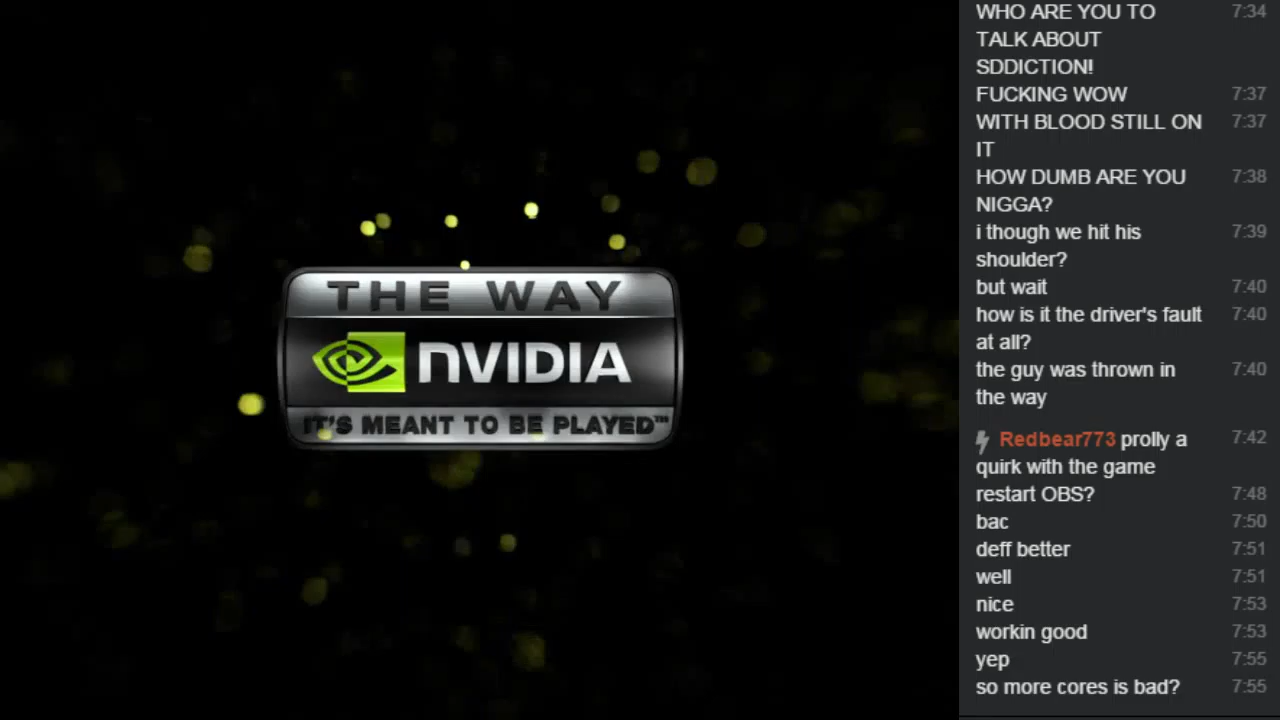 THE WAY
NVIDIA
IT'S MEANT TO BE PLAYED™
WHO ARE YOU TO 7:34
TALK ABOUT
SDDICTION!
FUCKING WOW 7:37
WITH BLOOD STILL ON 7:37
IT
HOW DUMB ARE YOU 7:38
NIGGA?
i though we hit his 7:39
shoulder?
but wait 7:40
how is it the driver's fault 7:40
at all?
the guy was thrown in 7:40
the way
Redbear773 prolly a 7:42
quirk with the game
restart OBS? 7:48
bac 7:50
deff better 7:51
well 7:51
nice 7:53
workin good 7:53
yep 7:55
so more cores is bad? 7:55